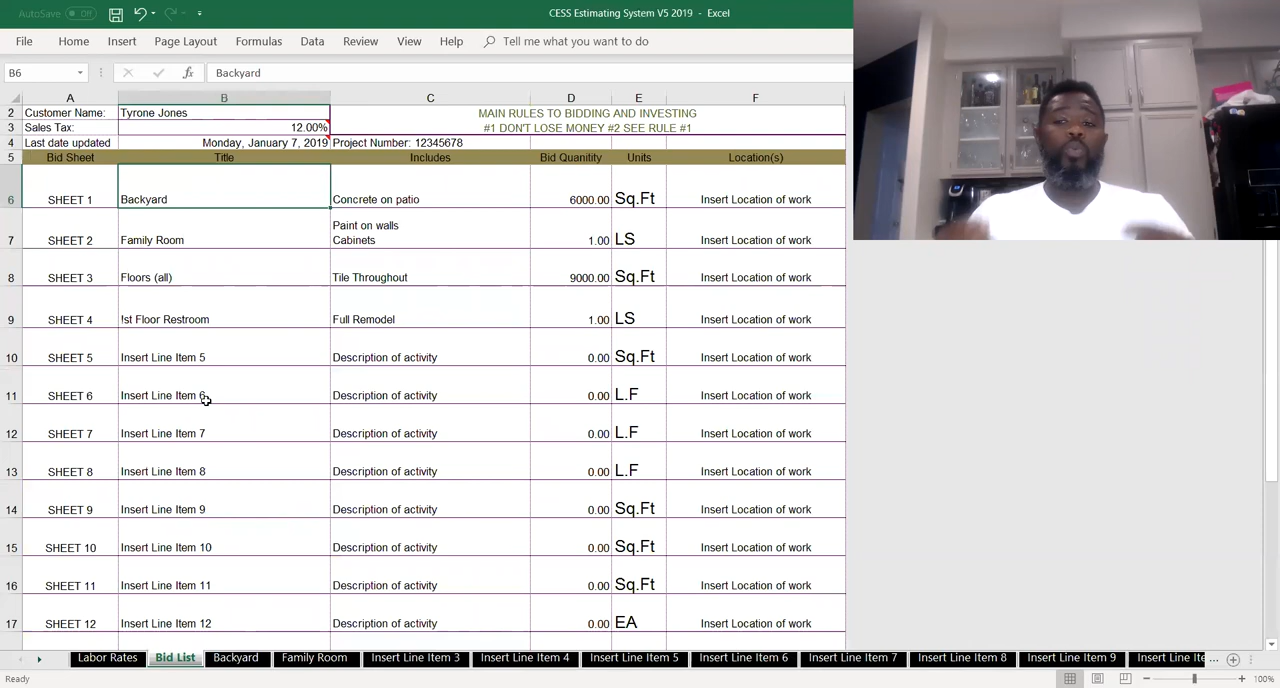 AutoSave Off
CESS Estimating System V5 2019 - Excel
File Home Insert Page Layout Formulas Data Review View Help Tell me what you want to do
B6 fx Backyard
A B C D E F
2 Customer Name: Tyrone Jones MAIN RULES TO BIDDING AND INVESTING
3 Sales Tax: 12.00% #1 DON'T LOSE MONEY #2 SEE RULE #1
4 Last date updated Monday, January 7, 2019 Project Number: 12345678
5 Bid Sheet Title Includes Bid Quanitity Units Location(s)
6 SHEET 1 Backyard Concrete on patio 6000.00 Sq.Ft Insert Location of work
Paint on walls
7 SHEET 2 Family Room Cabinets 1.00 LS Insert Location of work
8 SHEET 3 Floors (all) Tile Throughout 9000.00 Sq.Ft Insert Location of work
9 SHEET 4 !st Floor Restroom Full Remodel 1.00 LS Insert Location of work
10 SHEET 5 Insert Line Item 5 Description of activity 0.00 Sq.Ft Insert Location of work
11 SHEET 6 Insert Line Item 6 Description of activity 0.00 L.F Insert Location of work
12 SHEET 7 Insert Line Item 7 Description of activity 0.00 L.F Insert Location of work
13 SHEET 8 Insert Line Item 8 Description of activity 0.00 L.F Insert Location of work
14 SHEET 9 Insert Line Item 9 Description of activity 0.00 Sq.Ft Insert Location of work
15 SHEET 10 Insert Line Item 10 Description of activity 0.00 Sq.Ft Insert Location of work
16 SHEET 11 Insert Line Item 11 Description of activity 0.00 Sq.Ft Insert Location of work
17 SHEET 12 Insert Line Item 12 Description of activity 0.00 EA Insert Location of work
Labor Rates Bid List Backyard Family Room Insert Line Item 3 Insert Line Item 4 Insert Line Item 5 Insert Line Item 6 Insert Line Item 7 Insert Line Item 8 Insert Line Item 9 Insert Line Ite ...
Ready 100%